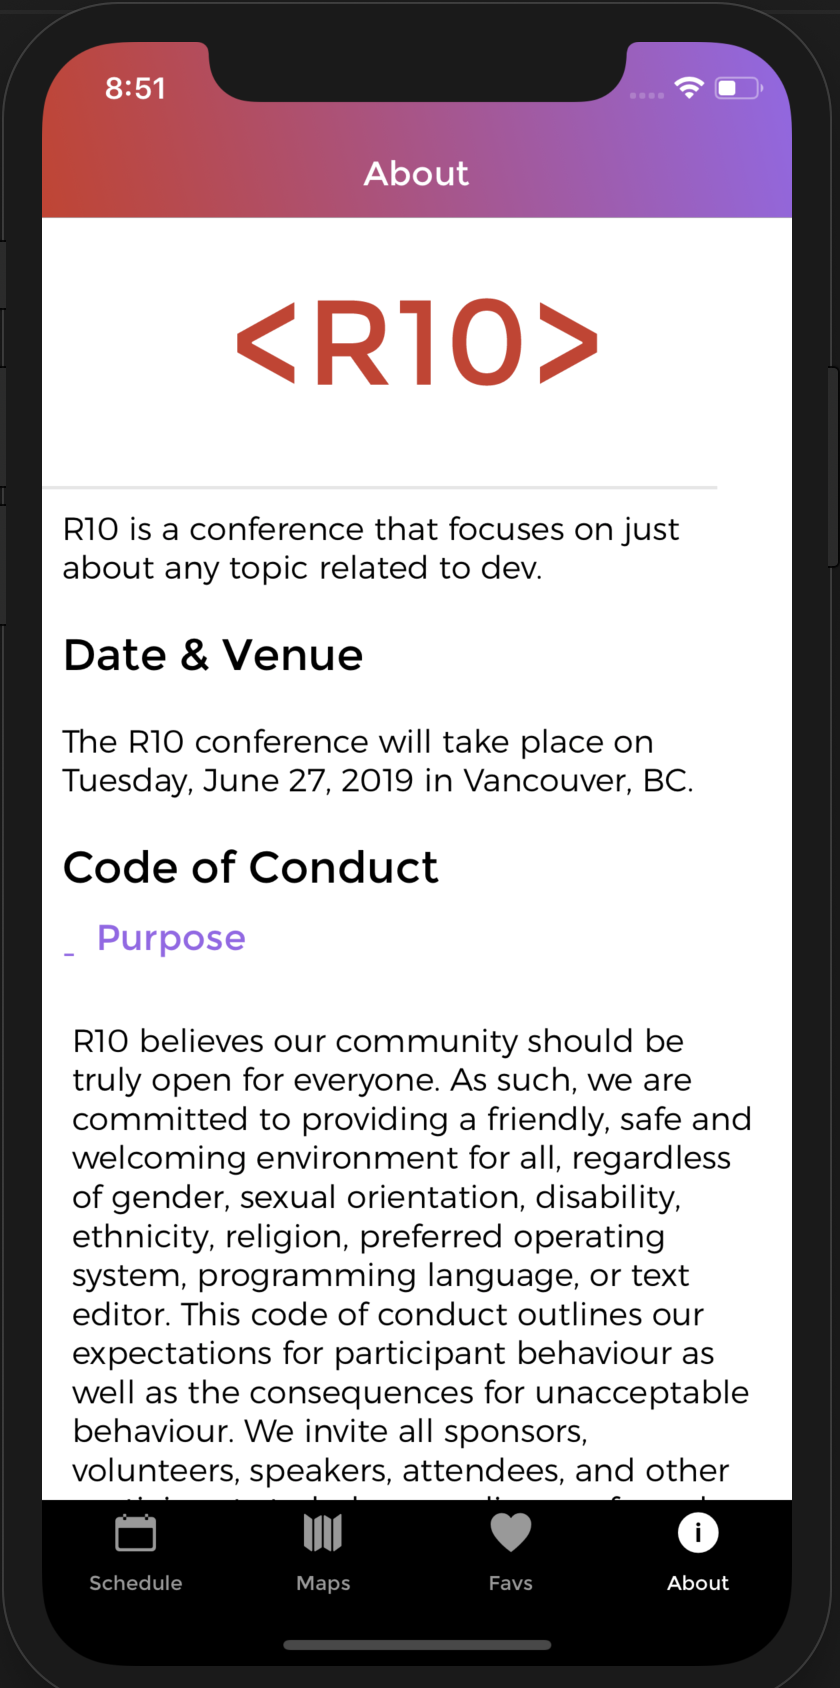 8:51
About
<R10>
R10 is a conference that focuses on just
about any topic related to dev.
Date & Venue
The R10 conference will take place on
Tuesday, June 27, 2019 in Vancouver, BC.
Code of Conduct
- Purpose
R10 believes our community should be
truly open for everyone. As such, we are
committed to providing a friendly, safe and
welcoming environment for all, regardless
of gender, sexual orientation, disability,
ethnicity, religion, preferred operating
system, programming language, or text
editor. This code of conduct outlines our
expectations for participant behaviour as
well as the consequences for unacceptable
behaviour. We invite all sponsors,
volunteers, speakers, attendees, and other
Schedule Maps Favs About